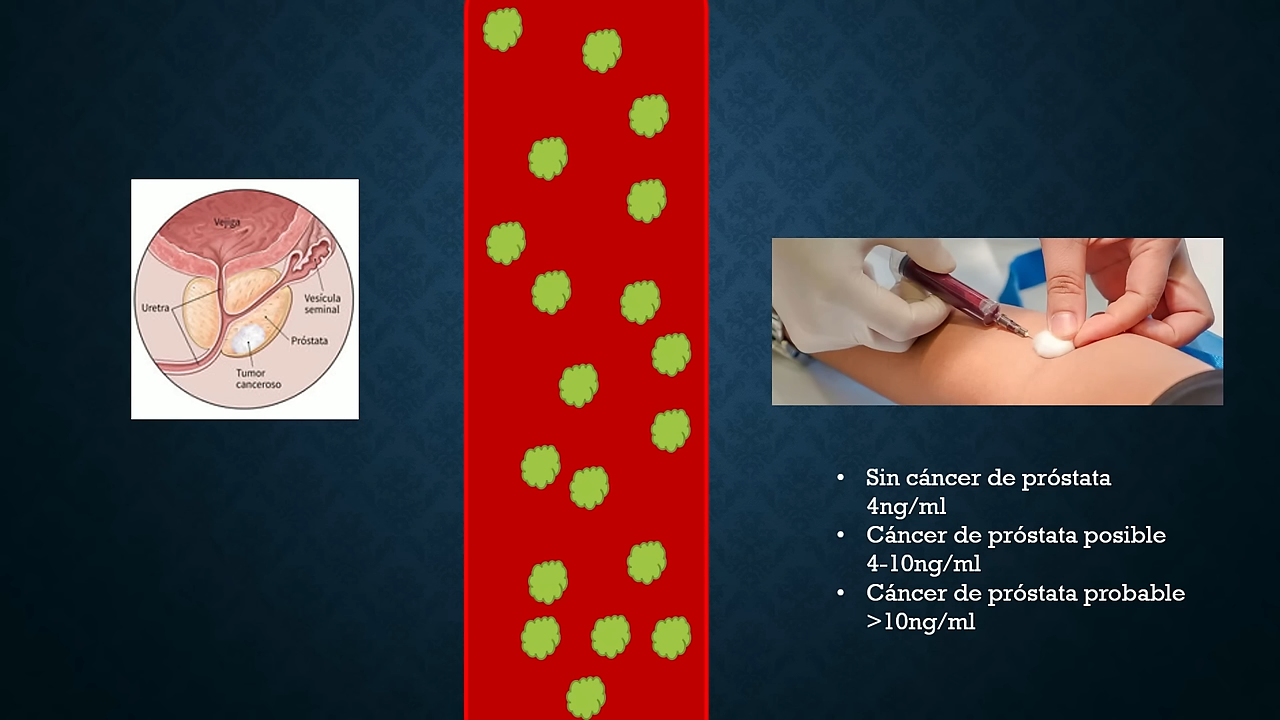 Vejiga
Uretra
Vesícula
seminal
Próstata
Tumor
canceroso
• Sin cáncer de próstata
4ng/ml
• Cáncer de próstata posible
4-10ng/ml
• Cáncer de próstata probable
>10ng/ml